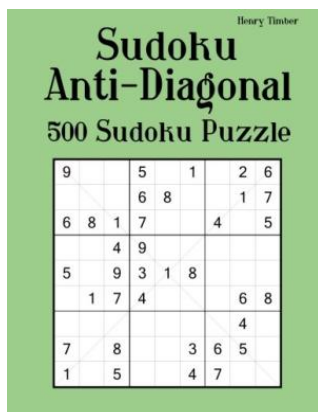 Henry Timber
Sudoku
Anti-Diagonal
500 Sudoku Puzzle
9 5 1 2 6
6 8 1 7
6 8 1 7 4 5
4 9
5 9 3 1 8
1 7 4 6 8
4
7 8 3 6 5
1 5 4 7